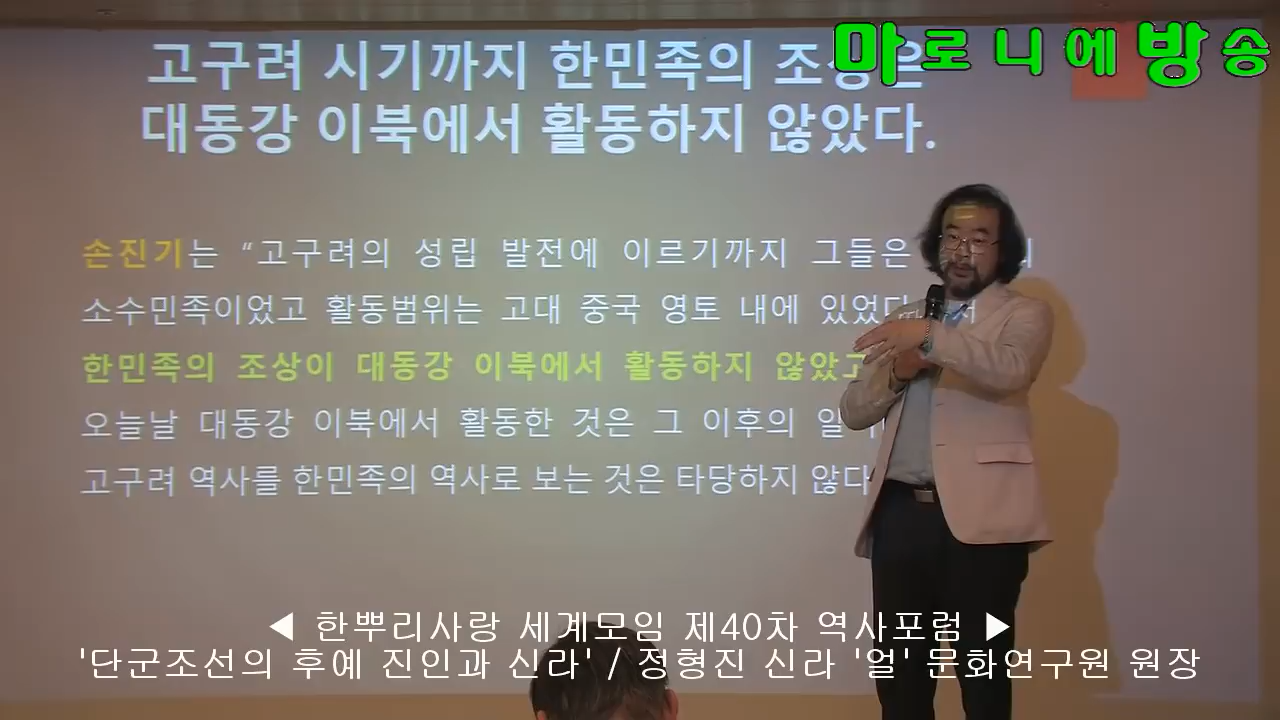 마로니에방송
고구려 시기까지 한민족의 조상은
대동강 이북에서 활동하지 않았다.
손진기는 “고구려의 성립 발전에 이르기까지 그들은
소수민족이었고 활동범위는 고대 중국 영토 내에
한민족의 조상이 대동강 이북에서 활동하지 않았고
오늘날 대동강 이북에서 활동한 것은 그 이후의
고구려 역사를 한민족의 역사로 보는 것은 타당하지 않다
◀ 한뿌리사랑 세계모임 제40차 역사포럼 ▶
'단군조선의 후예 진인과 신라' / 정형진 신라 '얼' 문화연구원 원장